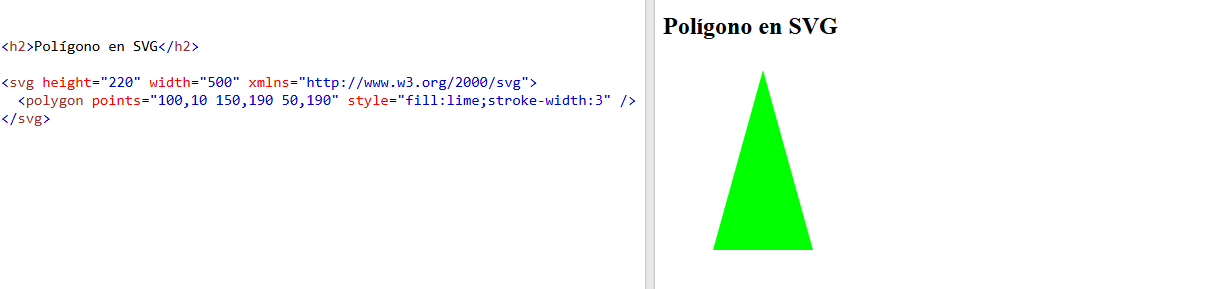 <h2>Polígono en SVG</h2>
<svg height="220" width="500" xmlns="http://www.w3.org/2000/svg">
<polygon points="100,10 150,190 50,190" style="fill:lime;stroke-width:3" />
</svg>
Polígono en SVG